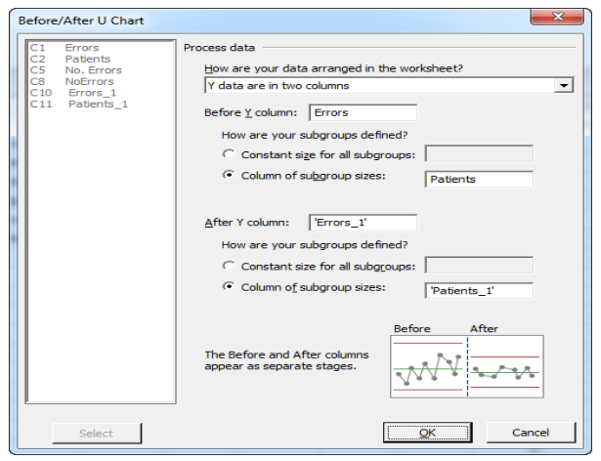 Before/After U Chart
C1 Errors
C2 Patients
C5 No. Errors
C8 NoErrors
C10 Errors_1
C11 Patients_1
Process data
How are your data arranged in the worksheet?
Y data are in two columns
Before Y column: Errors
How are your subgroups defined?
Constant size for all subgroups:
Column of subgroup sizes: Patients
After Y column: 'Errors_1'
How are your subgroups defined?
Constant size for all subgroups:
Column of subgroup sizes: 'Patients_1'
Before After
The Before and After columns
appear as separate stages.
Select OK Cancel